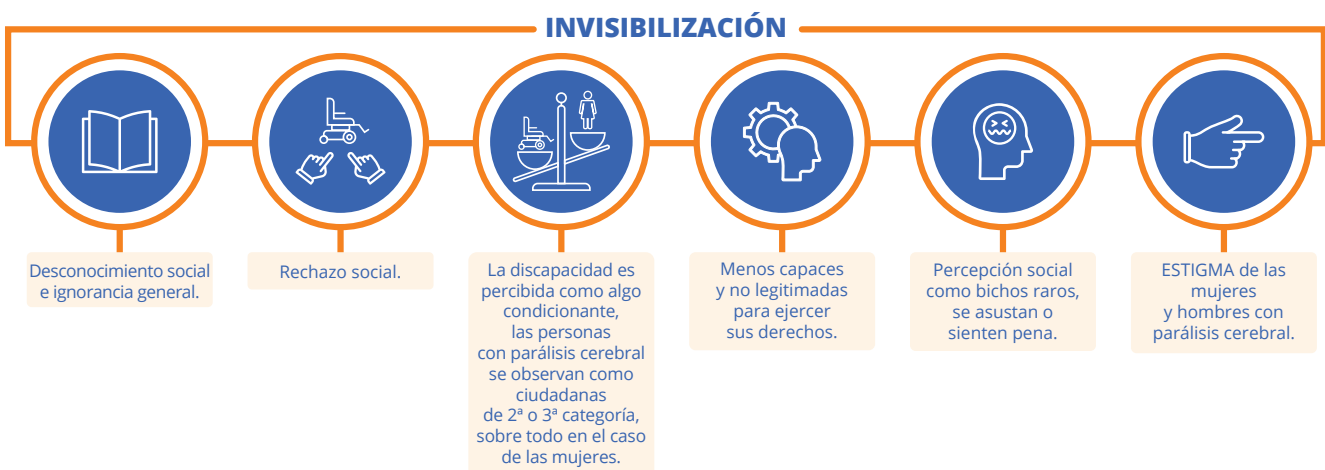 INVISIBILIZACIÓN
Desconocimiento social
e ignorancia general.
Rechazo social.
La discapacidad es
percibida como algo
condicionante,
las personas
con parálisis cerebral
se observan como
ciudadanas
de 2ª o 3ª categoría,
sobre todo en el caso
de las mujeres.
Menos capaces
y no legitimadas
para ejercer
sus derechos.
Percepción social
como bichos raros,
se asustan o
sienten pena.
ESTIGMA de las
mujeres
y hombres con
parálisis cerebral.